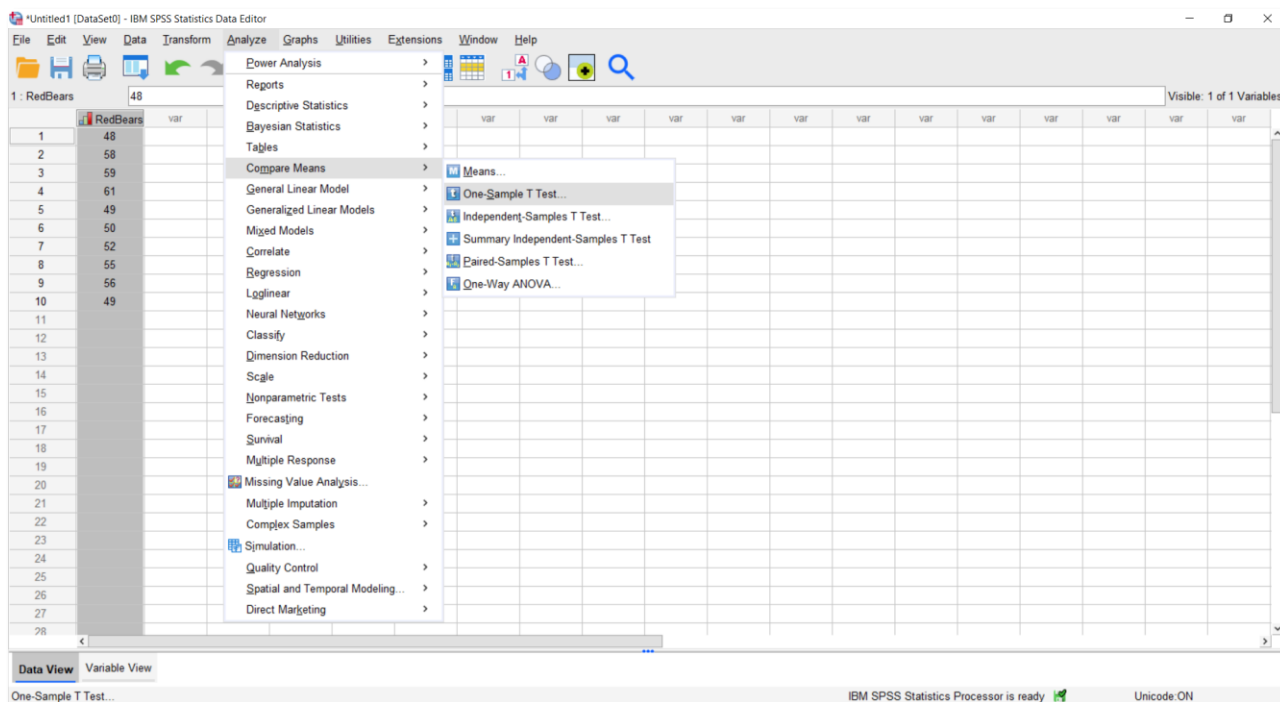 *Untitled1 [DataSet0] - IBM SPSS Statistics Data Editor
File Edit View Data Transform Analyze Graphs Utilities Extensions Window Help
1 : RedBears 48 Visible: 1 of 1 Variables
RedBears var var var var var var var var var var var var var var
1 48
2 58
3 59
4 61
5 49
6 50
7 52
8 55
9 56
10 49
11
12
13
14
15
16
17
18
19
20
21
22
23
24
25
26
27
28
Power Analysis
Reports
Descriptive Statistics
Bayesian Statistics
Tables
Compare Means
General Linear Model
Generalized Linear Models
Mixed Models
Correlate
Regression
Loglinear
Neural Networks
Classify
Dimension Reduction
Scale
Nonparametric Tests
Forecasting
Survival
Multiple Response
Missing Value Analysis...
Multiple Imputation
Complex Samples
Simulation...
Quality Control
Spatial and Temporal Modeling...
Direct Marketing
Means...
One-Sample T Test...
Independent-Samples T Test...
Summary Independent-Samples T Test
Paired-Samples T Test...
One-Way ANOVA...
Data View Variable View
One-Sample T Test... IBM SPSS Statistics Processor is ready Unicode:ON